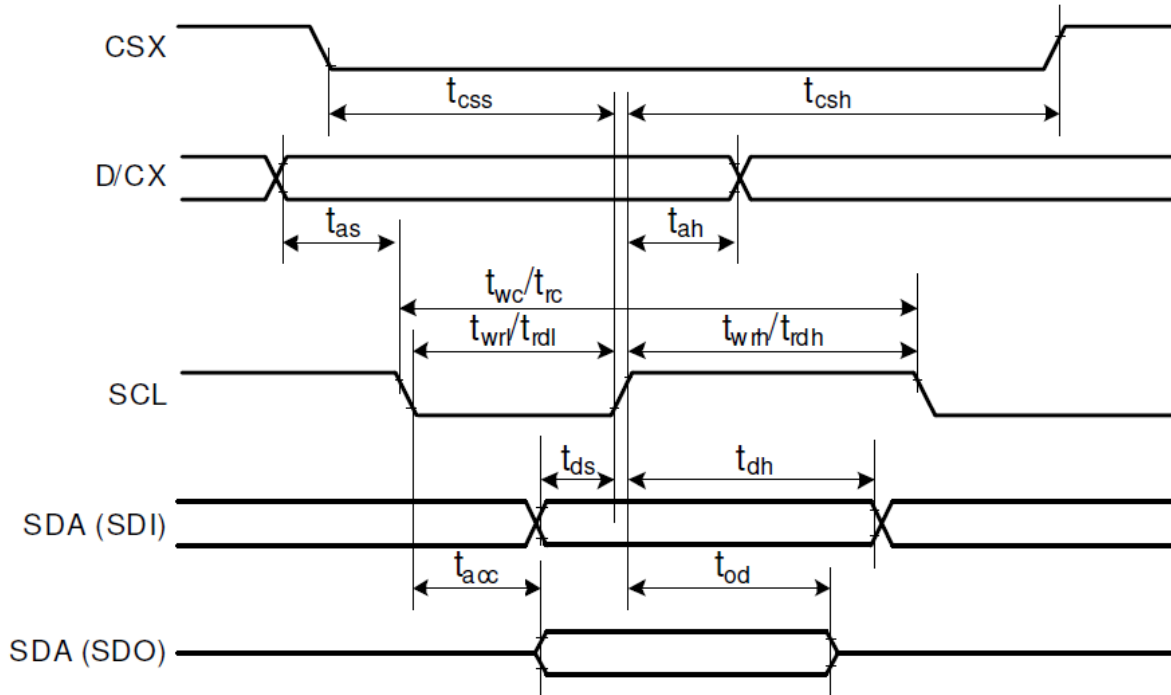 CSX
tcss
tcsh
D/CX
tas
tah
twc/trc
twrl/trdl
twrh/trdh
SCL
tds
tdh
SDA (SDI)
tacc
tod
SDA (SDO)